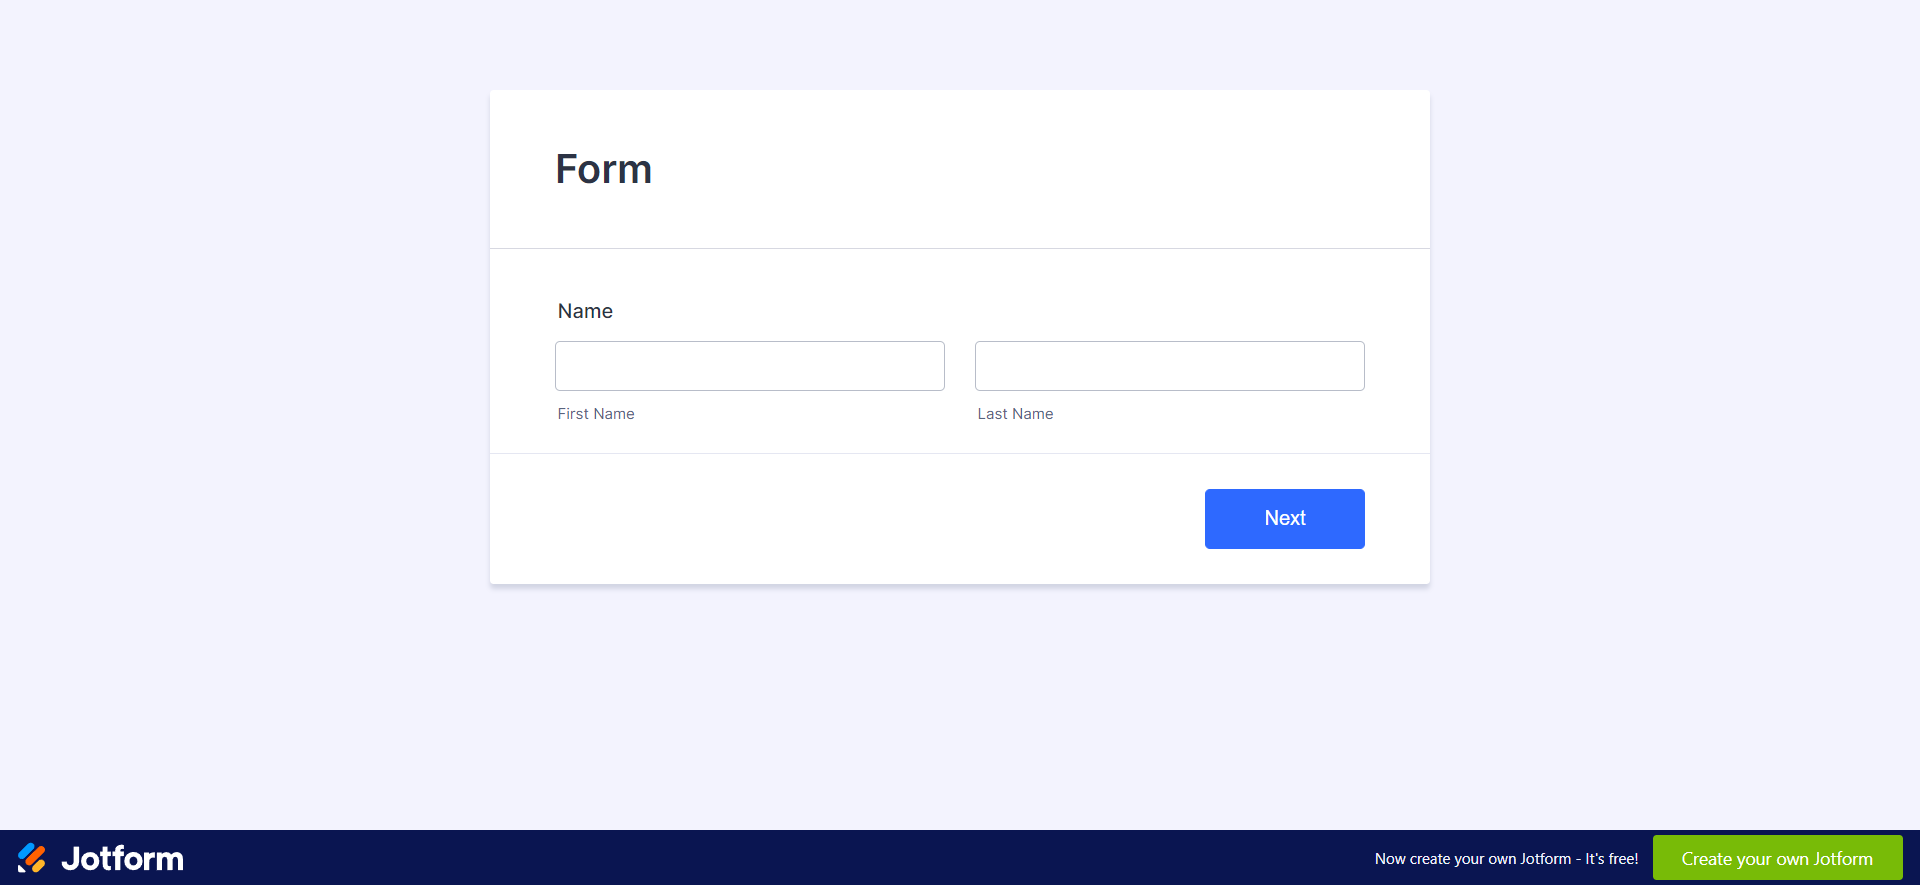 Form
Name
First Name
Last Name
Next
Jotform
Now create your own Jotform - It's free!
Create your own Jotform